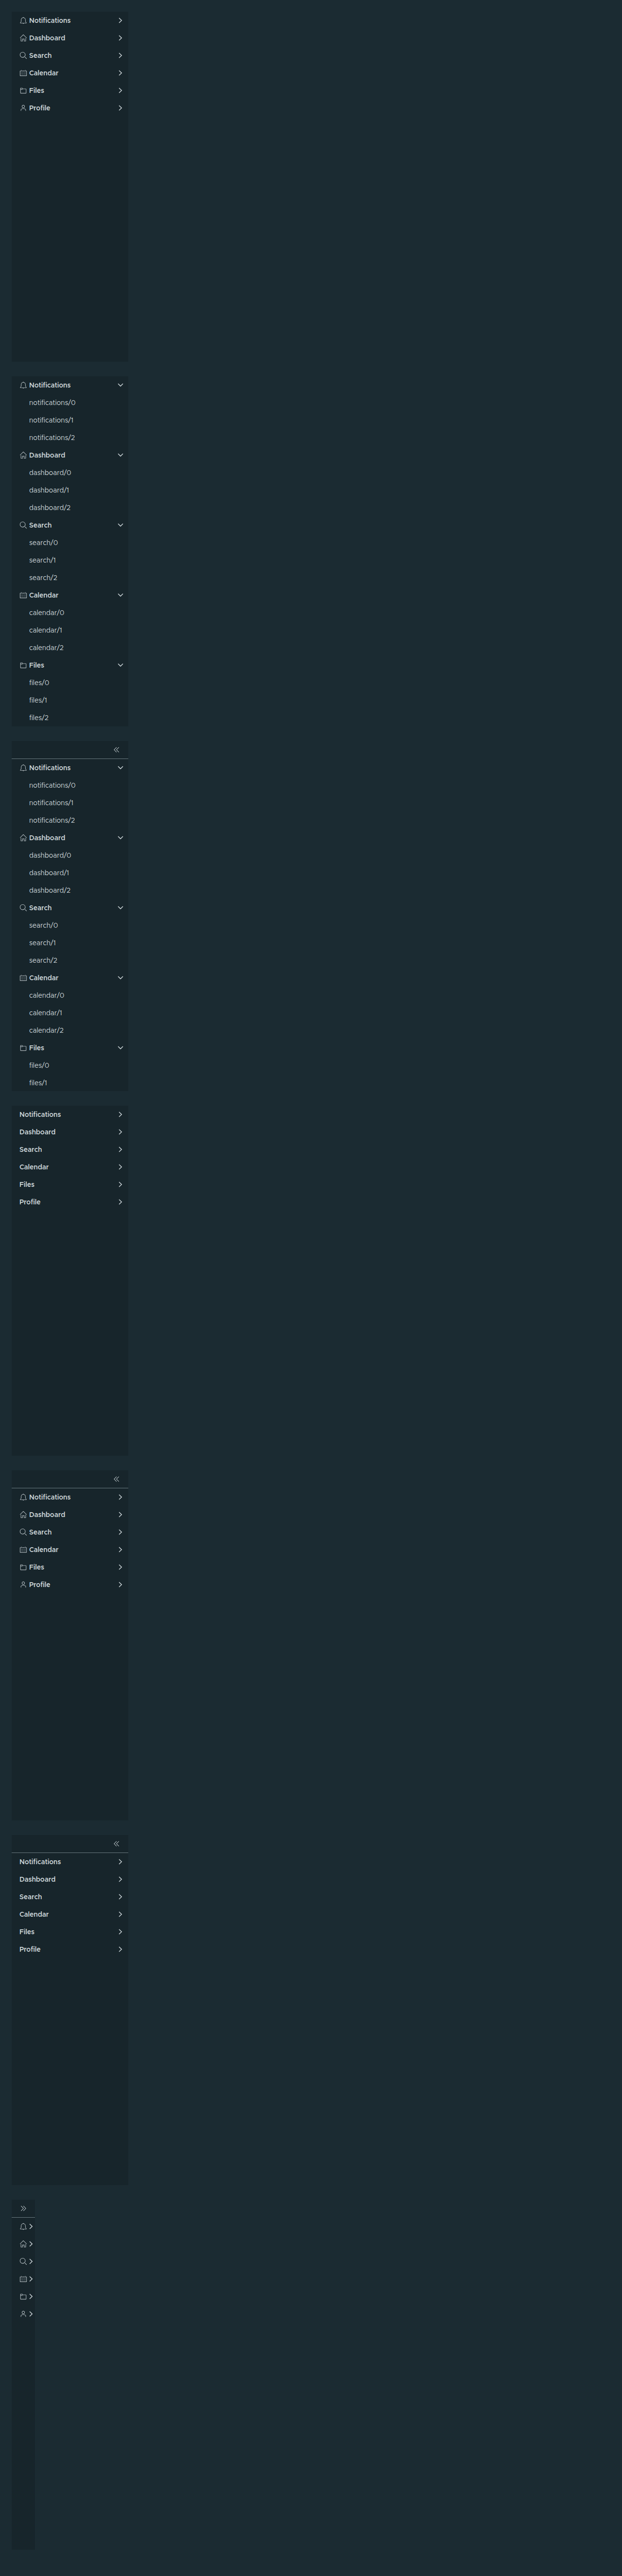 Notifications
Dashboard
Search
Calendar
Files
Profile
Notifications
notifications/0
notifications/1
notifications/2
Dashboard
dashboard/0
dashboard/1
dashboard/2
Search
search/0
search/1
search/2
Calendar
calendar/0
calendar/1
calendar/2
Files
files/0
files/1
files/2
Notifications
notifications/0
notifications/1
notifications/2
Dashboard
dashboard/0
dashboard/1
dashboard/2
Search
search/0
search/1
search/2
Calendar
calendar/0
calendar/1
calendar/2
Files
files/0
files/1
Notifications
Dashboard
Search
Calendar
Files
Profile
Notifications
Dashboard
Search
Calendar
Files
Profile
Notifications
Dashboard
Search
Calendar
Files
Profile